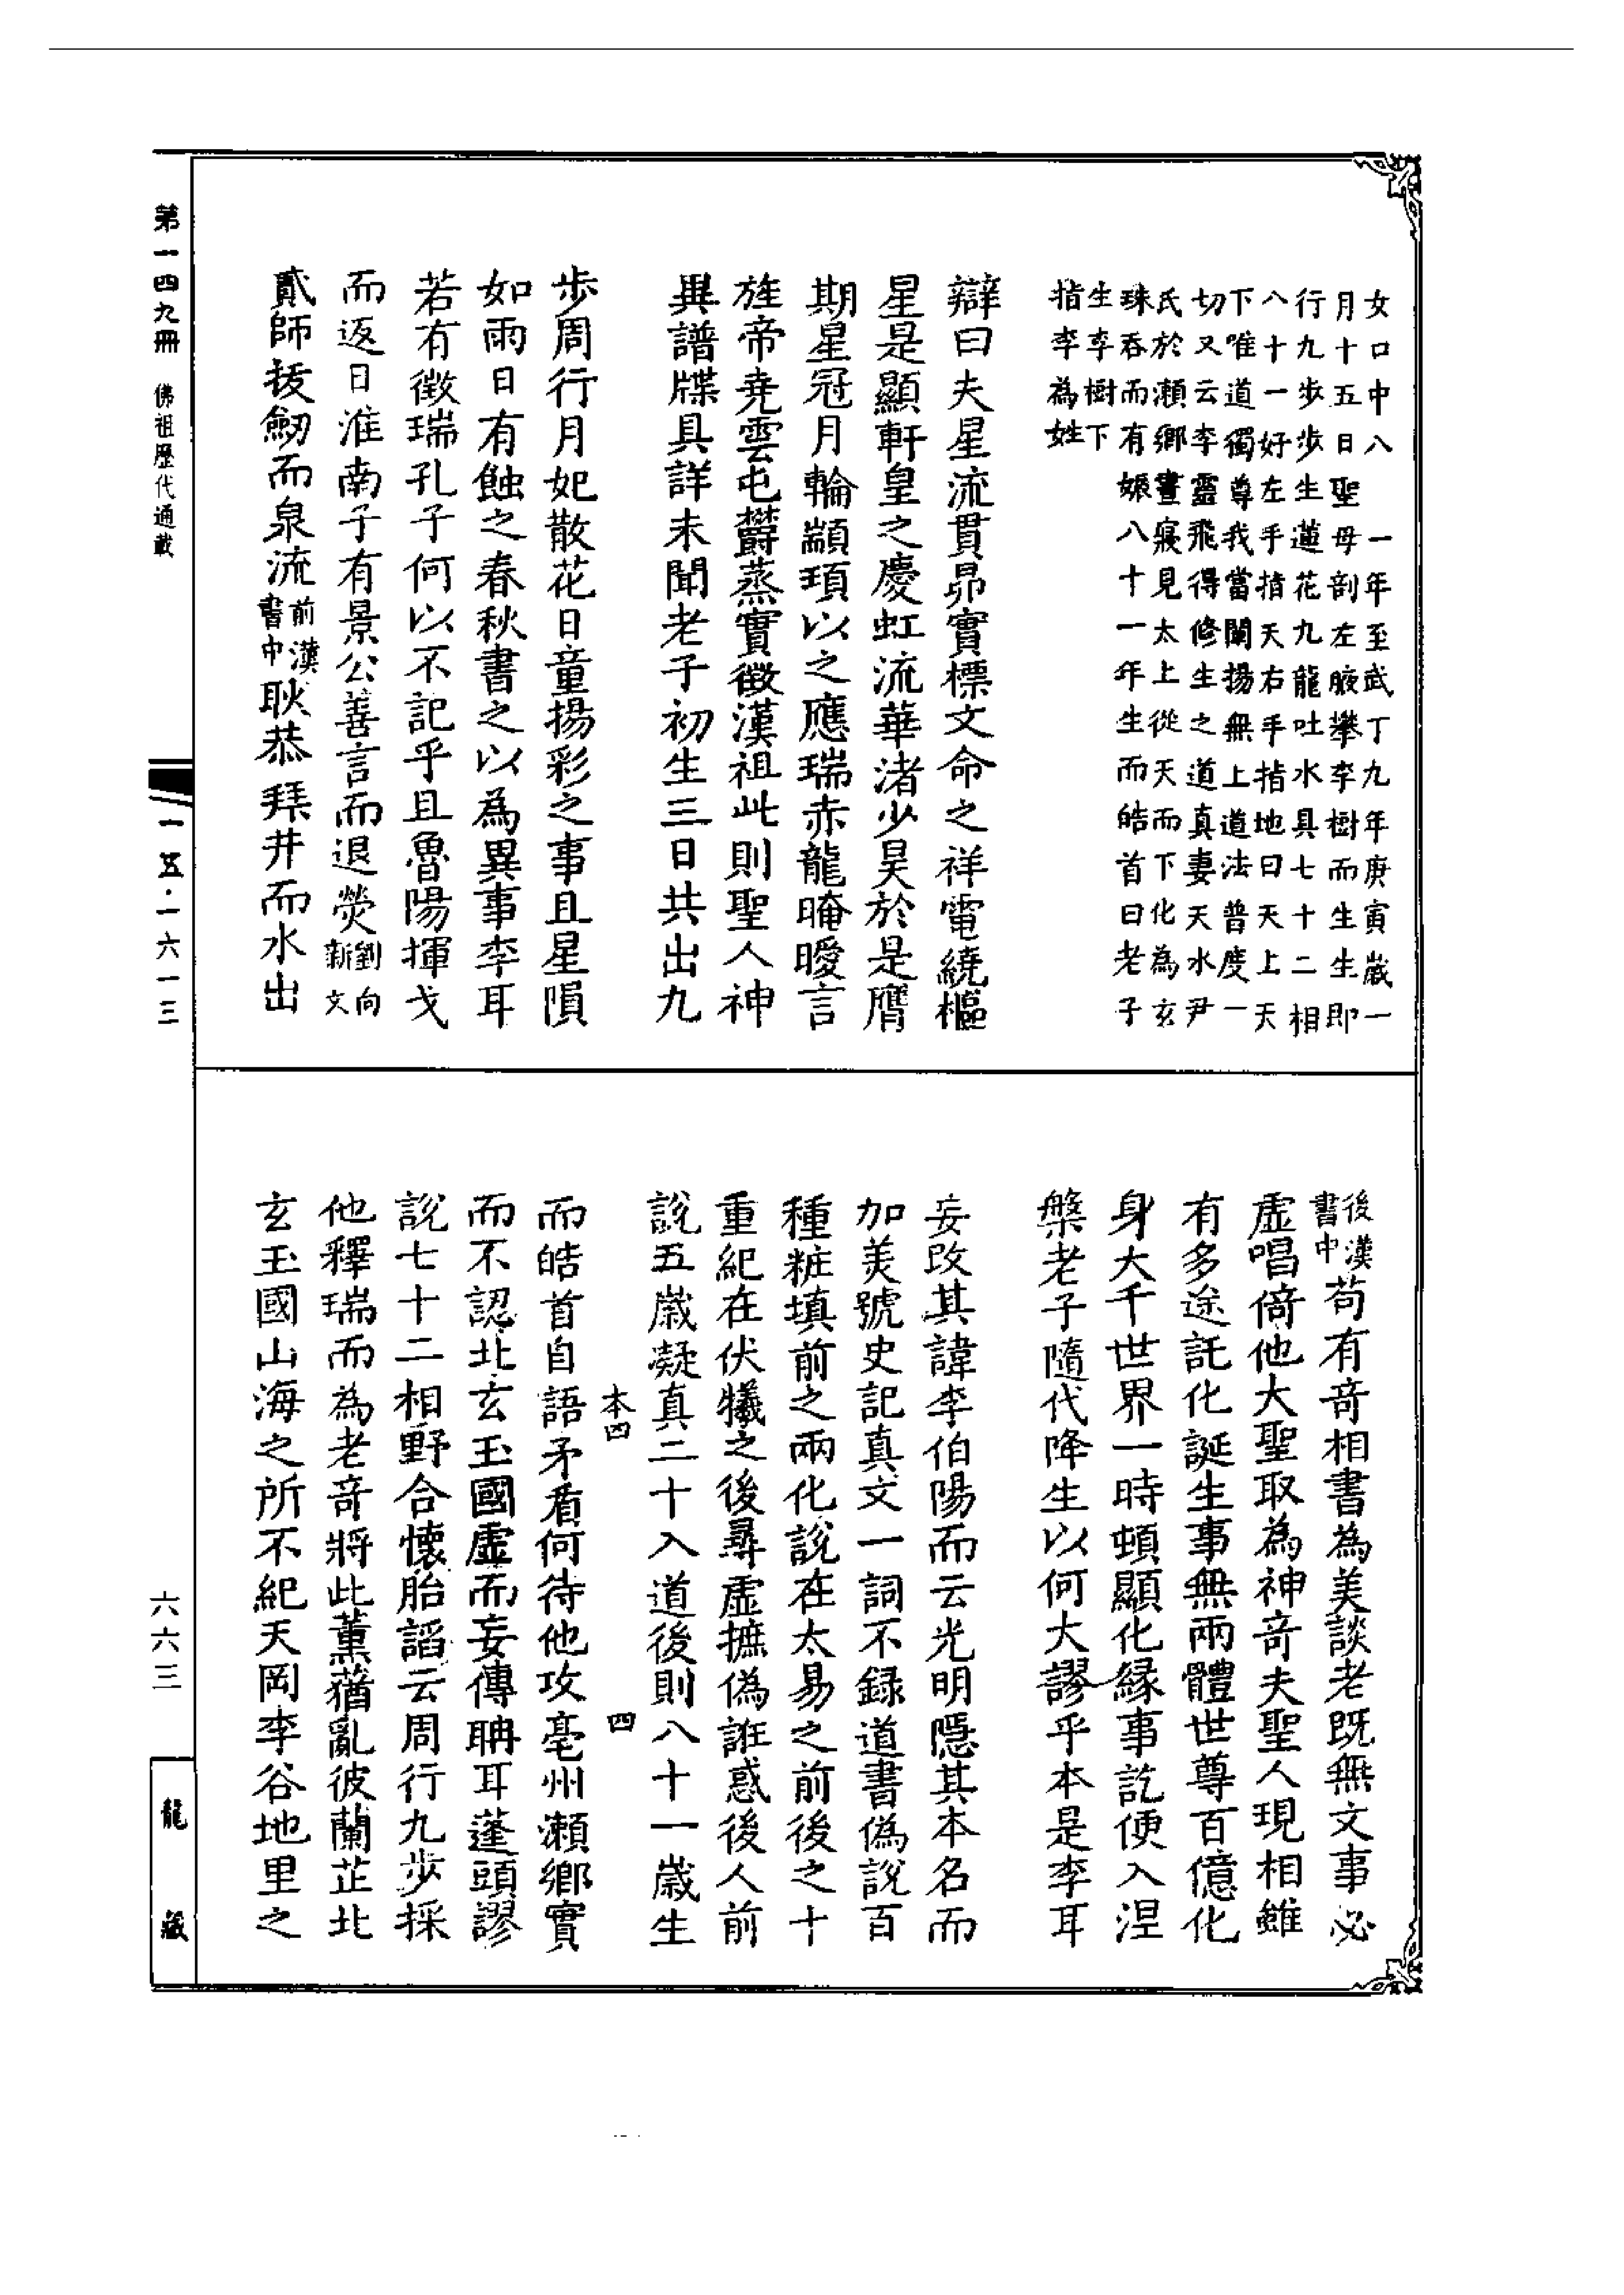 女口中八一年至武丁九年庚寅歲一
月十五日聖母剖左腋攀李樹而生生即
行九歩歩生蓮花九龍吐水具七十二相
八十一好左手指天右手指地曰天上天
下唯道獨尊我當闡揚無上道法普度一
切又云李靈飛得修生之道真妻天水尹
氏於瀨鄉晝寢見太上從天而下化為玄
珠吞而有娠八十一年生而皓首曰老子
生李樹下
指李為姓
辯曰夫星流貫昴實標文命之祥電繞樞
星是顯軒皇之慶虹流華渚少昊於是膺
期星冠月輪顓頊以之應瑞赤龍晻曖言
旌帝堯雲屯欝蒸實徵漢祖此則聖人神
異譜牒具詳未聞老子初生三日共出九
歩周行月妃散花日童揚彩之事且星隕
如雨日有蝕之春秋書之以為異事李耳
若有徵瑞孔子何以不記乎且魯陽揮戈
而返日淮南子有景公善言而退熒劉向新文
貳師拔劒而泉流前漢書中耿恭拜井而水出
後漢書中苟有竒相書為美談老既無文事必
虛唱倚他大聖取為神竒夫聖人現相雖
有多途託化誕生事無兩體世尊百億化
身大千世界一時頓顯化緣事訖便入涅
槃老子隨代降生以何大謬乎本是李耳
妄改其諱李伯陽而云光明隱其本名而
加美號史記真文一詞不録道書偽說百
種粧填前之兩化說在太易之前後之十
重紀在伏犧之後尋虛摭偽誑惑後人前
說五歲凝真二十入道後則八十一歲生
本四 四
而皓首自語矛看何待他攻亳州瀨鄉實
而不認北玄玉國虛而妄傳聃耳蓬頭謬
說七十二相野合懷胎謟云周行九步採
他釋瑞而為老竒將此薰蕕亂彼蘭芷北
玄玉國山海之所不紀天岡李谷地里之
第一四九冊 佛祖歷代通載
一五·一六一三
六六三
龍藏